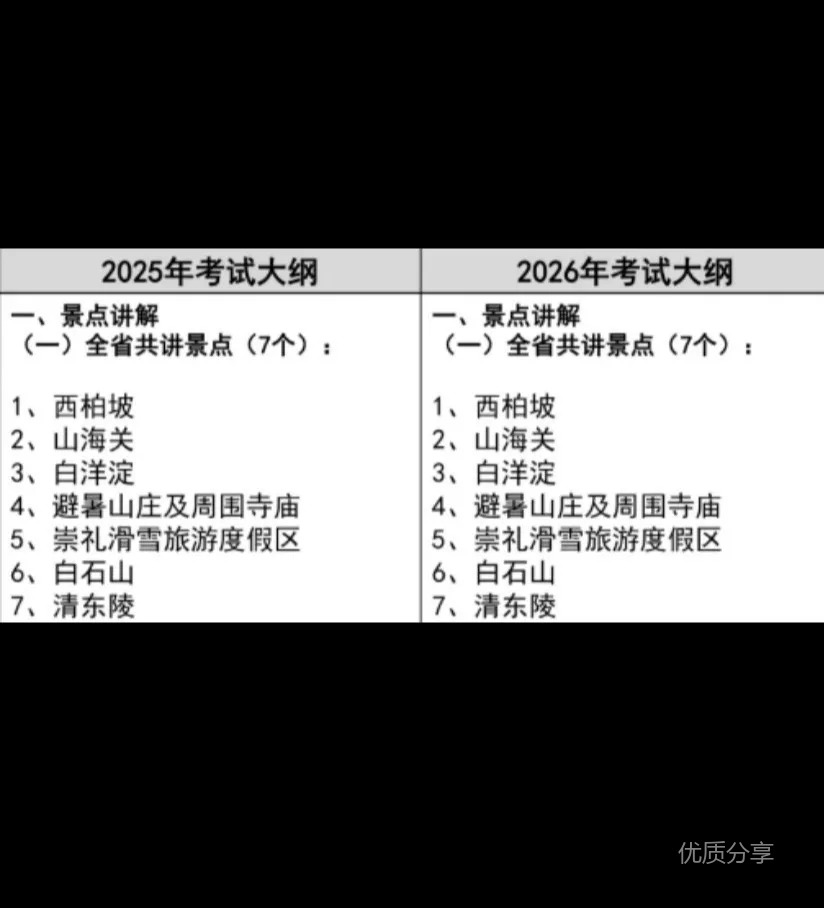 2025年考试大纲
一、景点讲解
（一）全省共讲景点（7个）：
1、西柏坡
2、山海关
3、白洋淀
4、避暑山庄及周围寺庙
5、崇礼滑雪旅游度假区
6、白石山
7、清东陵
2026年考试大纲
一、景点讲解
（一）全省共讲景点（7个）：
1、西柏坡
2、山海关
3、白洋淀
4、避暑山庄及周围寺庙
5、崇礼滑雪旅游度假区
6、白石山
7、清东陵
优质分享